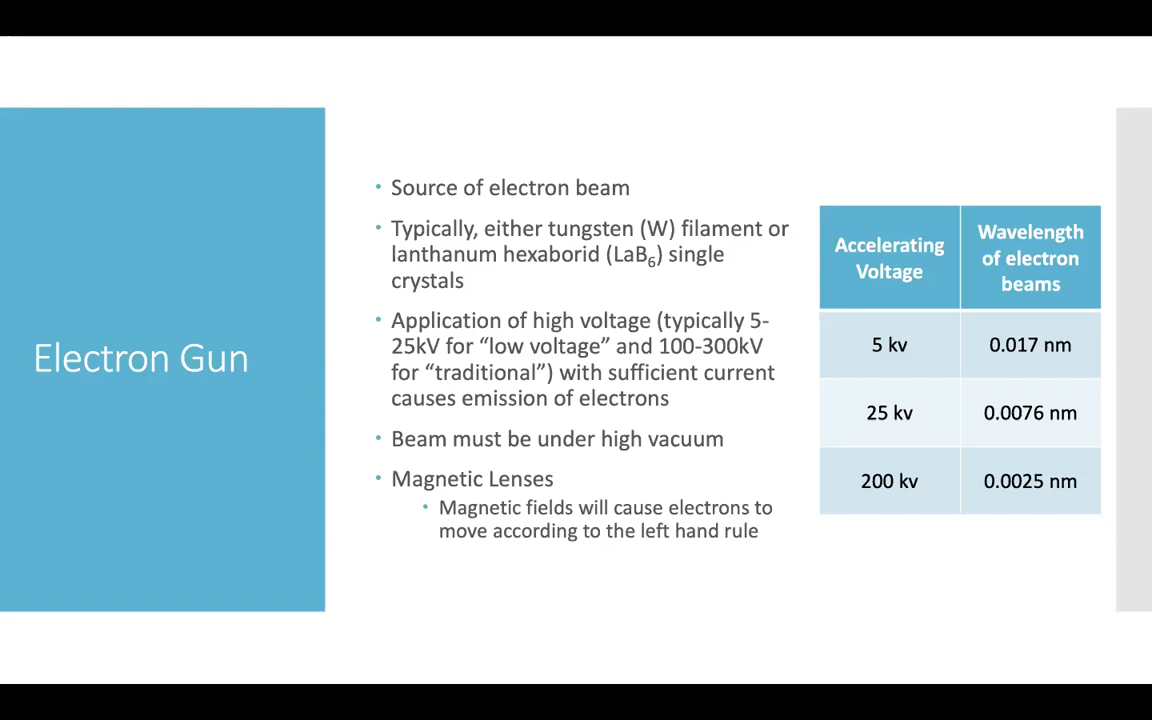 Electron Gun
• Source of electron beam
• Typically, either tungsten (W) filament or
lanthanum hexaborid (LaB₆) single
crystals
• Application of high voltage (typically 5-
25kV for “low voltage” and 100-300kV
for “traditional”) with sufficient current
causes emission of electrons
• Beam must be under high vacuum
• Magnetic Lenses
• Magnetic fields will cause electrons to
move according to the left hand rule
Accelerating
Voltage
Wavelength
of electron
beams
5 kv 0.017 nm
25 kv 0.0076 nm
200 kv 0.0025 nm